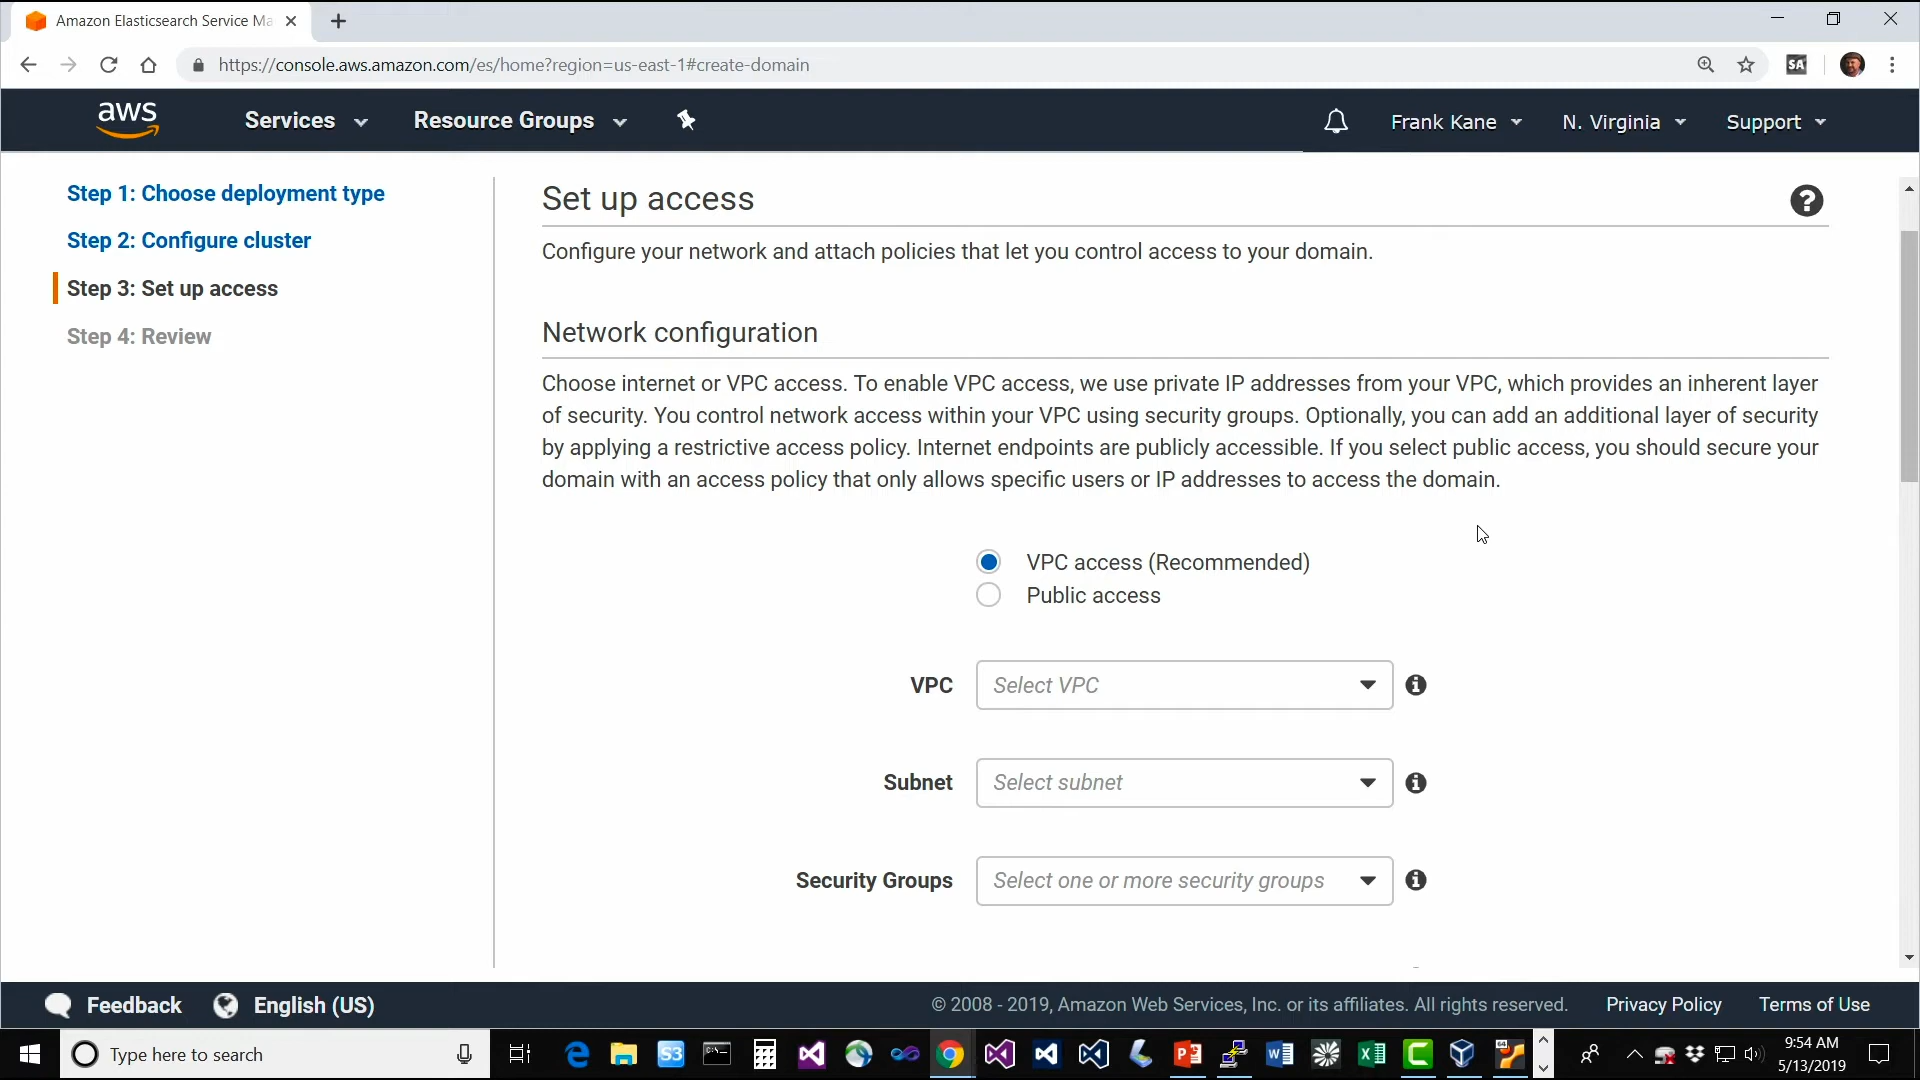 Amazon Elasticsearch Service Ma
https://console.aws.amazon.com/es/home?region=us-east-1#create-domain
SA
aws
Services
Resource Groups
Frank Kane
N. Virginia
Support
Step 1: Choose deployment type
Step 2: Configure cluster
Step 3: Set up access
Step 4: Review
Set up access
Configure your network and attach policies that let you control access to your domain.
Network configuration
Choose internet or VPC access. To enable VPC access, we use private IP addresses from your VPC, which provides an inherent layer
of security. You control network access within your VPC using security groups. Optionally, you can add an additional layer of security
by applying a restrictive access policy. Internet endpoints are publicly accessible. If you select public access, you should secure your
domain with an access policy that only allows specific users or IP addresses to access the domain.
VPC access (Recommended)
Public access
VPC
Select VPC
Subnet
Select subnet
Security Groups
Select one or more security groups
Feedback
English (US)
© 2008 - 2019, Amazon Web Services, Inc. or its affiliates. All rights reserved.
Privacy Policy
Terms of Use
Type here to search
S3
9:54 AM
5/13/2019